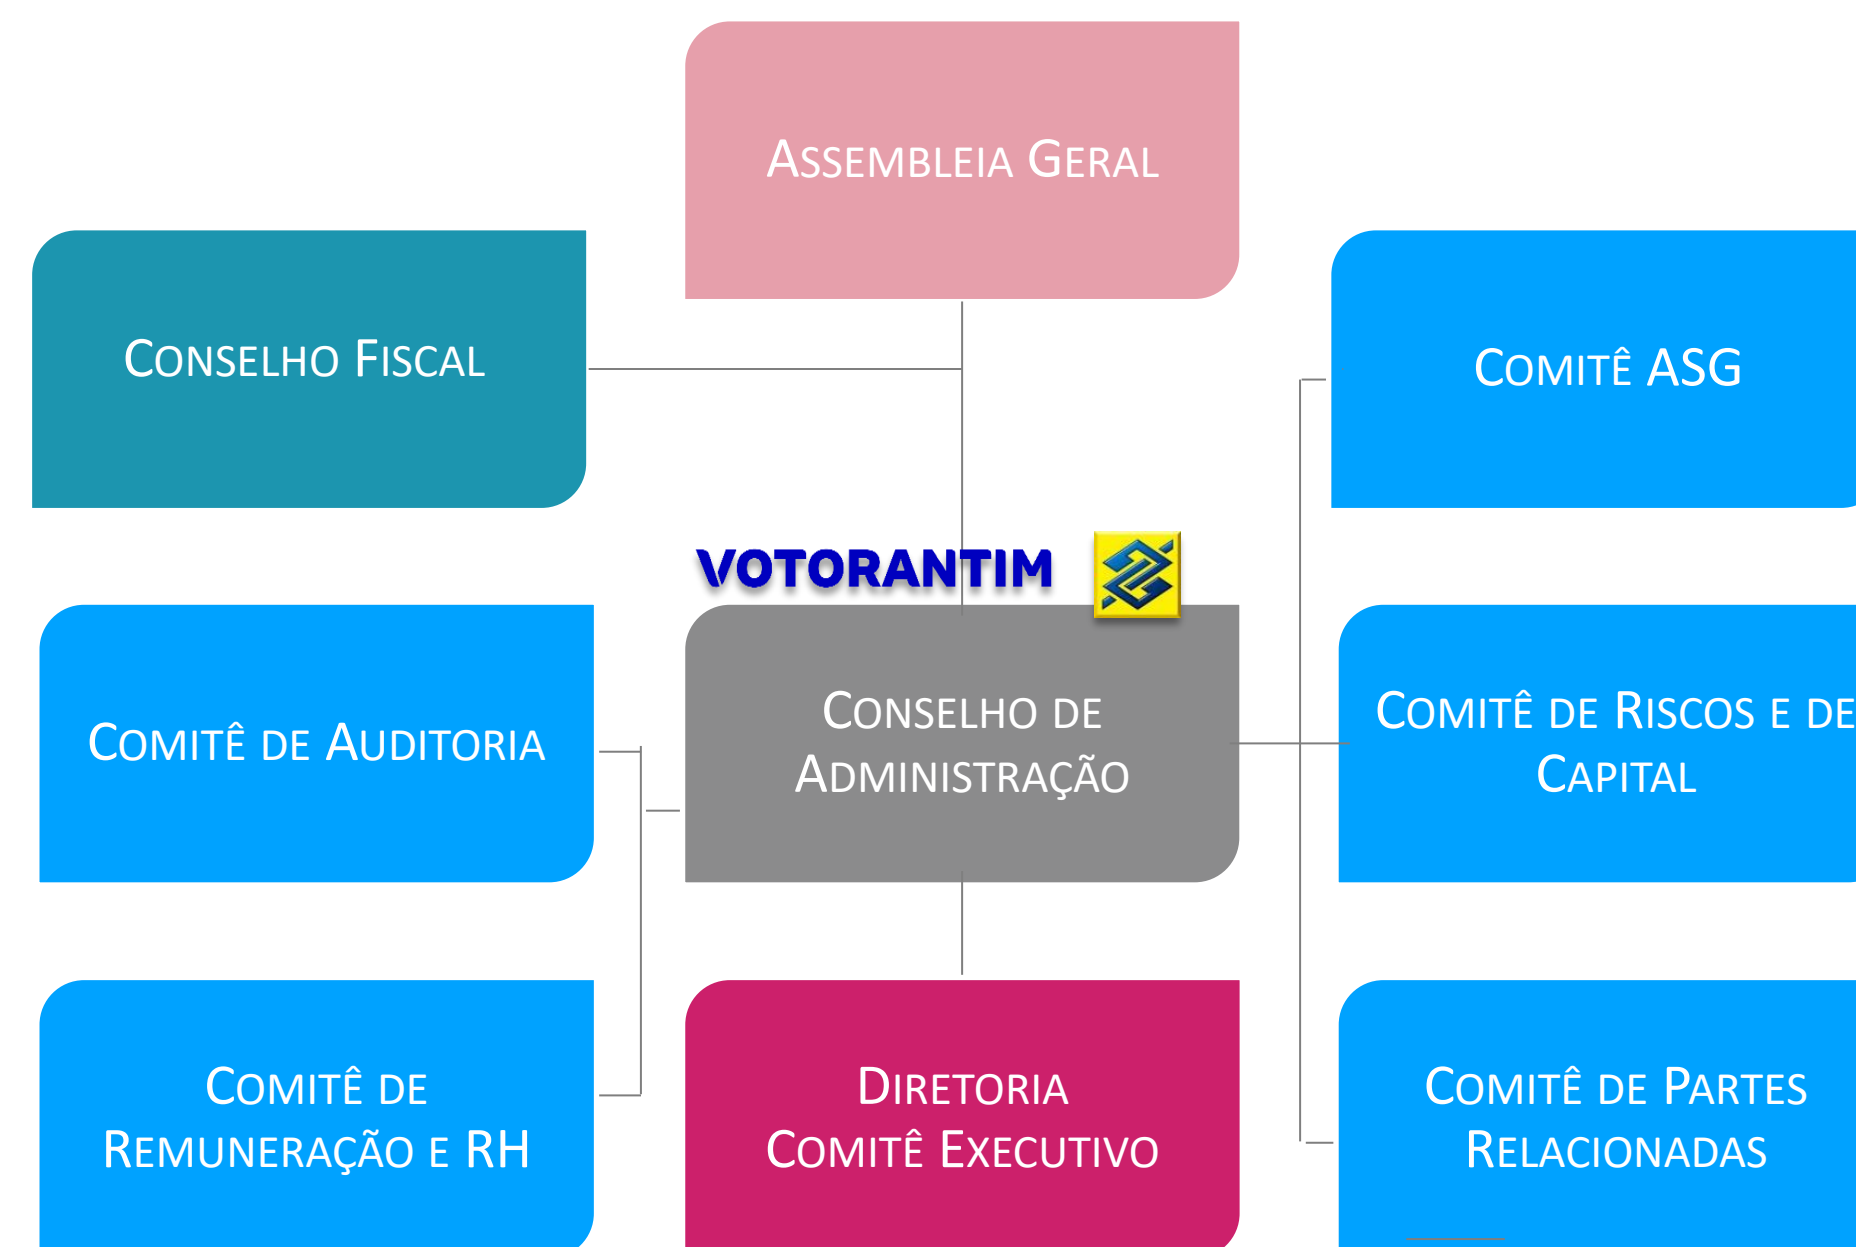 ASSEMBLEIA GERAL
CONSELHO FISCAL
COMITÊ ASG
VOTORANTIM
COMITÊ DE AUDITORIA
CONSELHO DE
ADMINISTRAÇÃO
COMITÊ DE RISCOS E DE
CAPITAL
COMITÊ DE
REMUNERAÇÃO E RH
DIRETORIA
COMITÊ EXECUTIVO
COMITÊ DE PARTES
RELACIONADAS